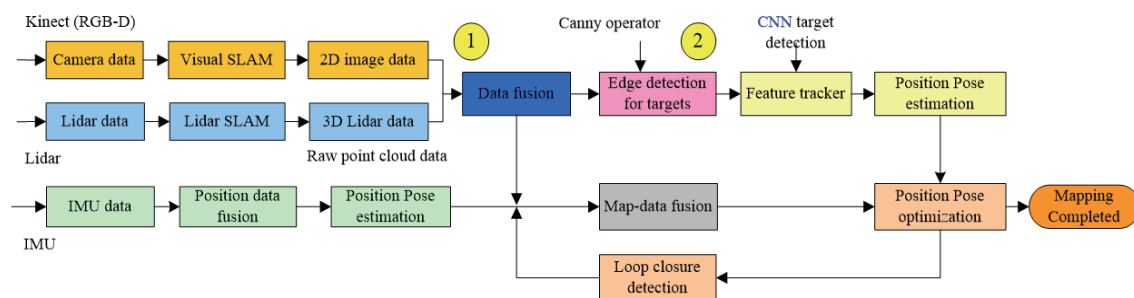 Kinect (RGB-D)
Camera data
Visual SLAM
2D image data
1
Canny operator
2
CNN target
detection
Data fusion
Edge detection
for targets
Feature tracker
Position Pose
estimation
Lidar data
Lidar SLAM
3D Lidar data
Lidar
Raw point cloud data
IMU data
Position data
fusion
Position Pose
estimation
Map-data fusion
Position Pose
optimization
Mapping
Completed
IMU
Loop closure
detection